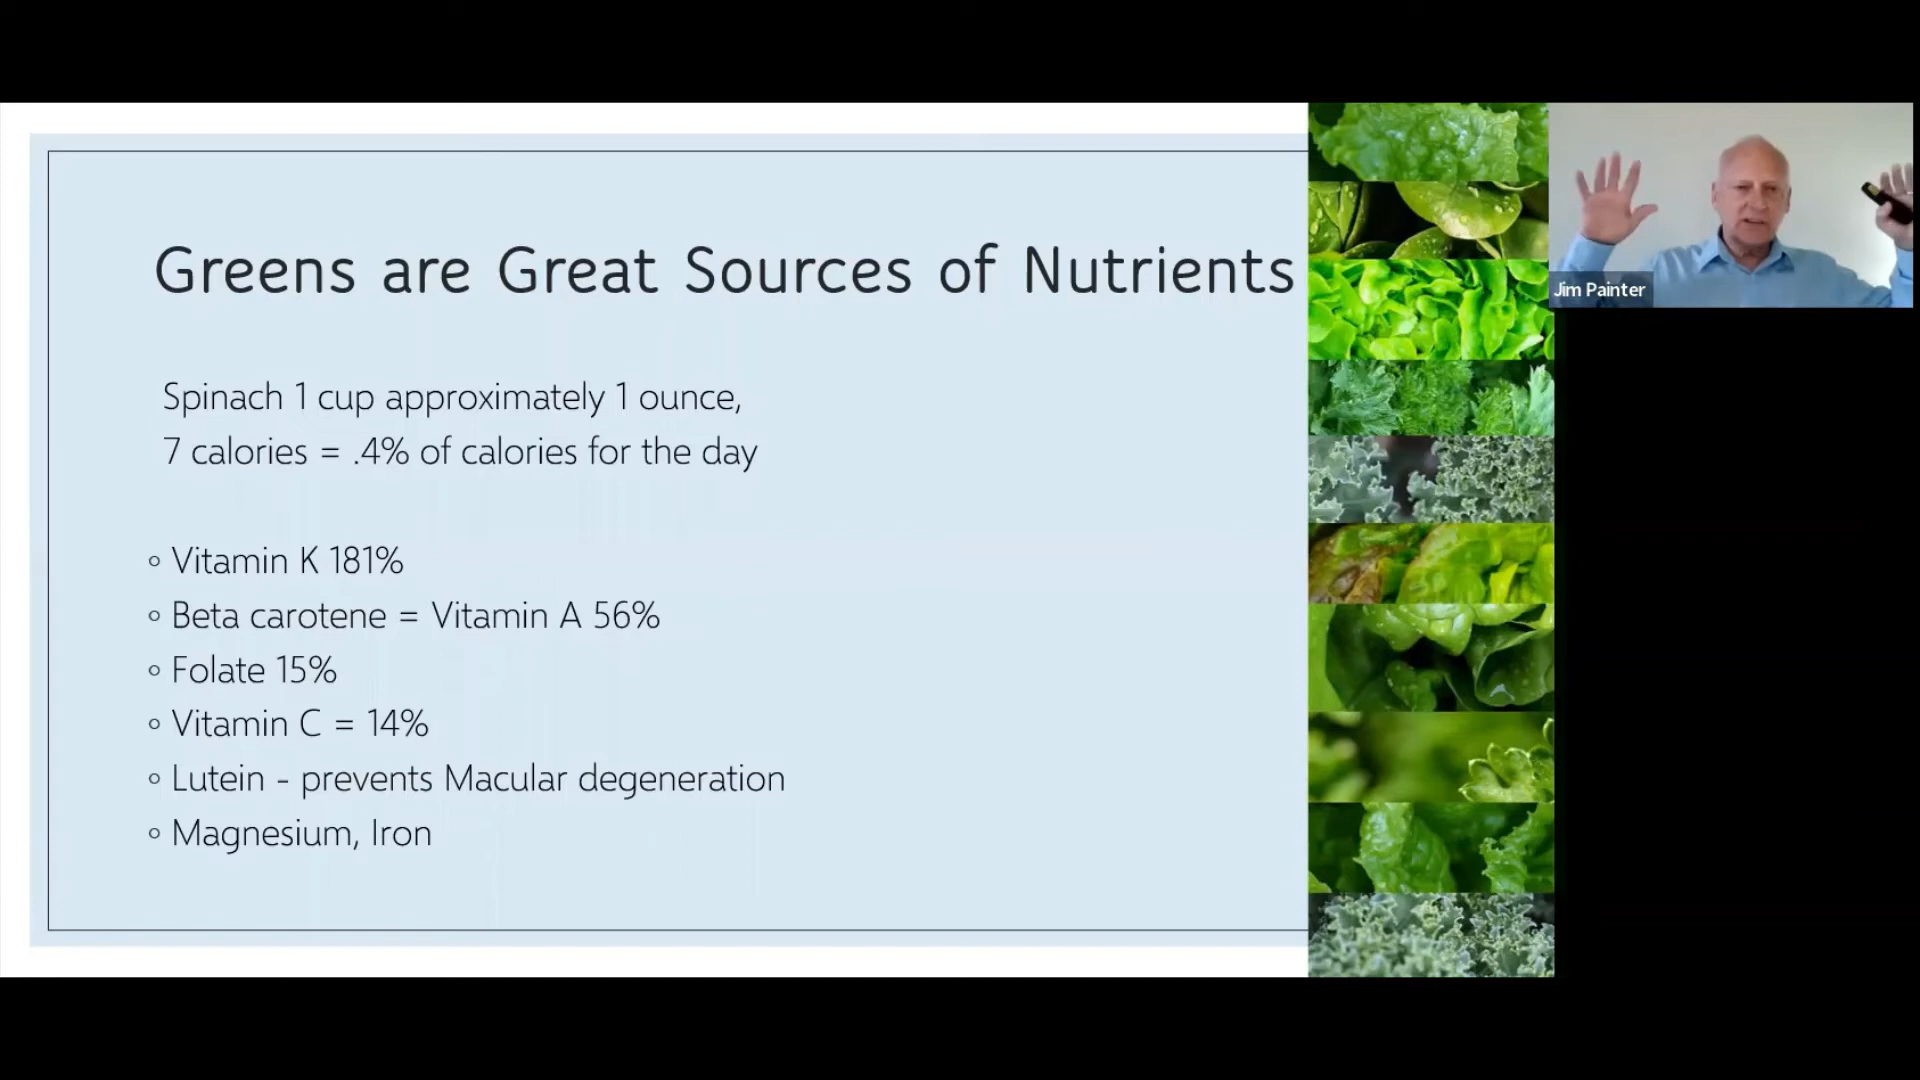 Greens are Great Sources of Nutrients
Spinach 1 cup approximately 1 ounce,
7 calories = .4% of calories for the day
◦ Vitamin K 181%
◦ Beta carotene = Vitamin A 56%
◦ Folate 15%
◦ Vitamin C = 14%
◦ Lutein - prevents Macular degeneration
◦ Magnesium, Iron
Jim Painter